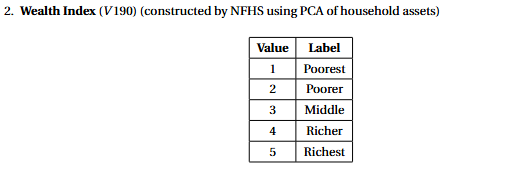 2. Wealth Index (V190) (constructed by NFHS using PCA of household assets)
Value Label
1 Poorest
2 Poorer
3 Middle
4 Richer
5 Richest